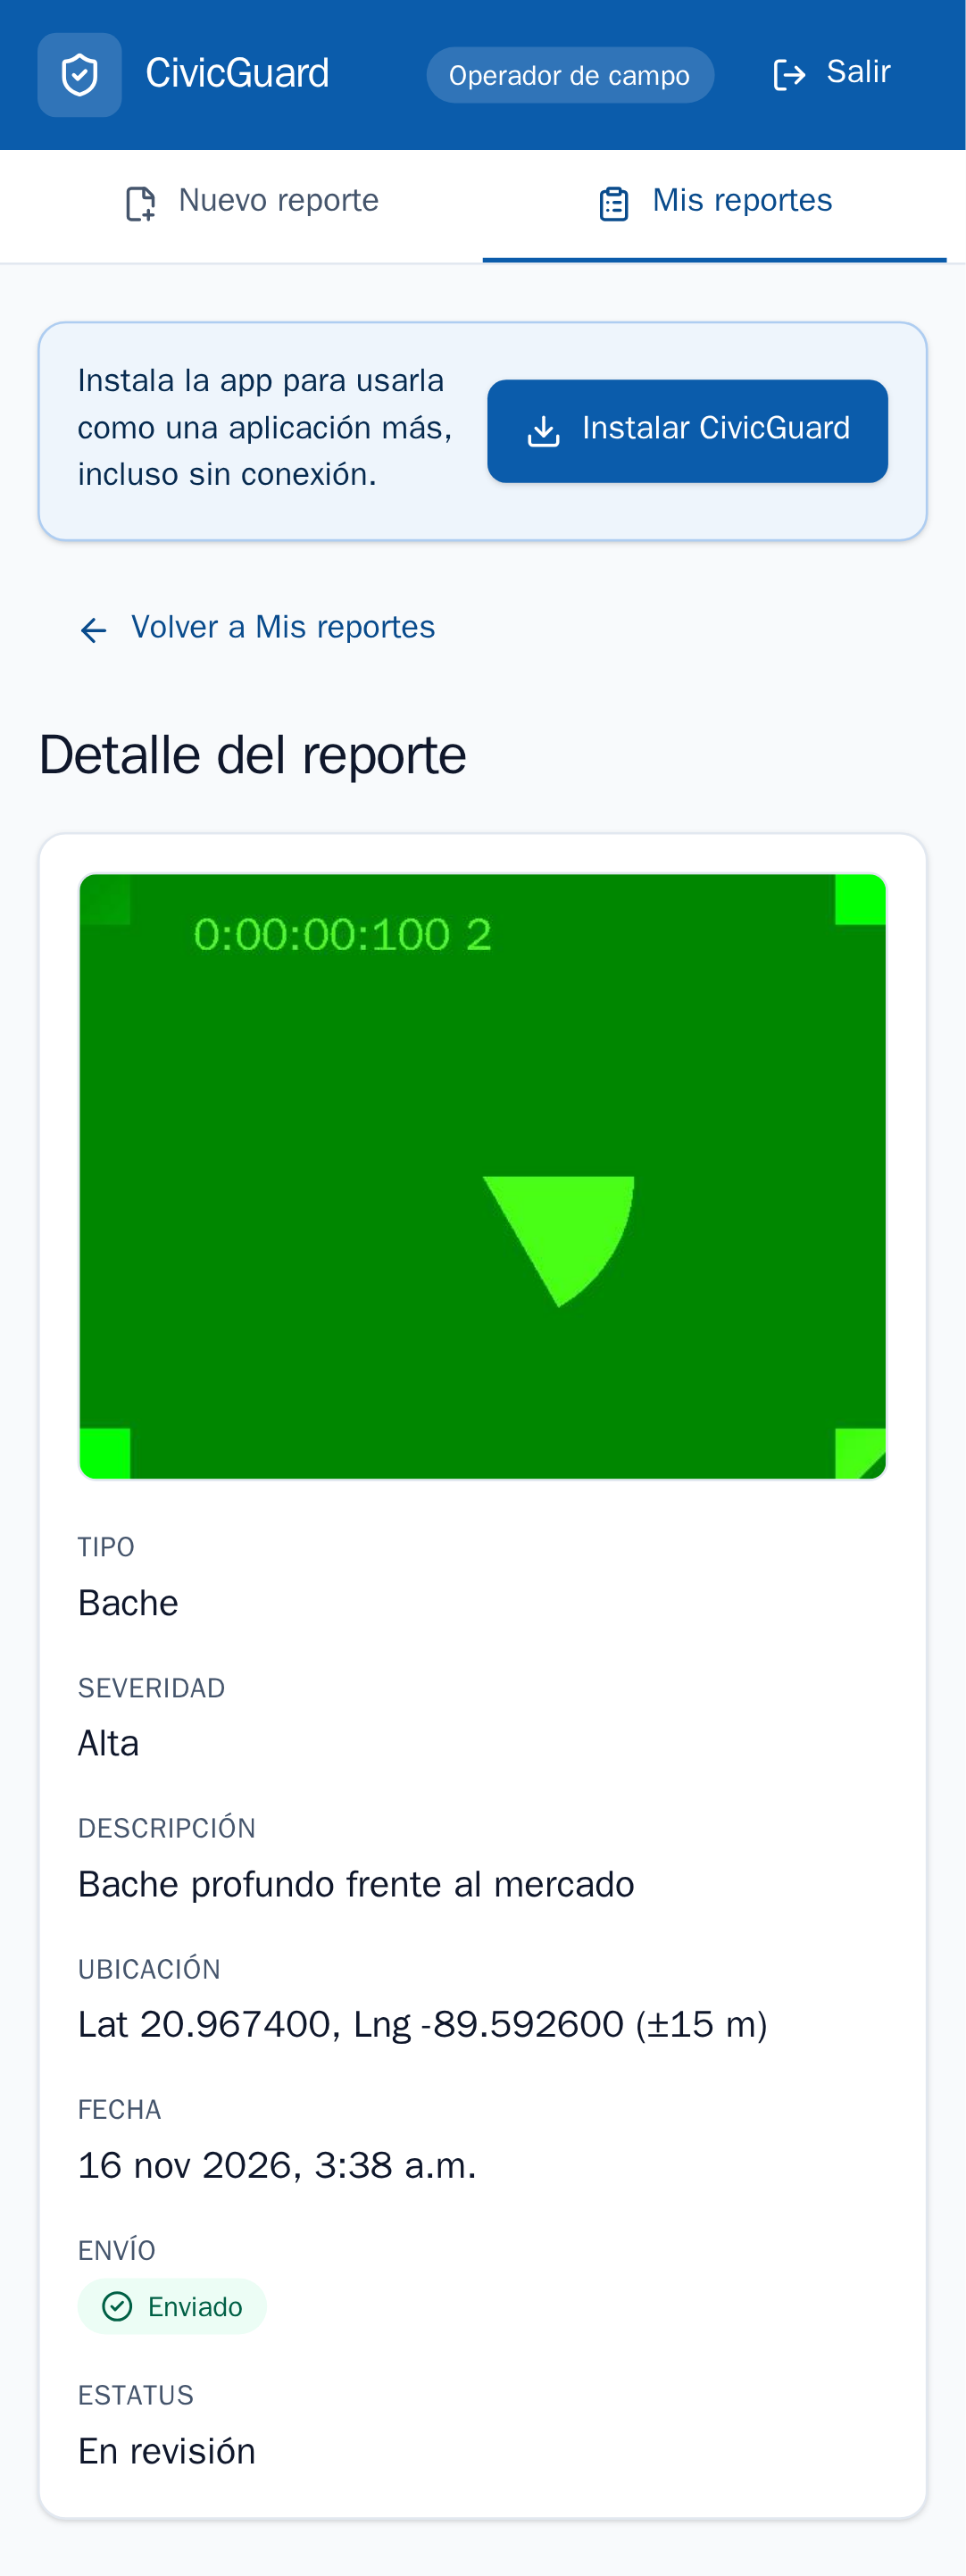 CivicGuard
Operador de campo
Salir
Nuevo reporte
Mis reportes
Instala la app para usarla
como una aplicación más,
incluso sin conexión.
Instalar CivicGuard
Volver a Mis reportes
Detalle del reporte
0:00:00:100 2
TIPO
Bache
SEVERIDAD
Alta
DESCRIPCIÓN
Bache profundo frente al mercado
UBICACIÓN
Lat 20.967400, Lng -89.592600 (±15 m)
FECHA
16 nov 2026, 3:38 a.m.
ENVÍO
Enviado
ESTATUS
En revisión